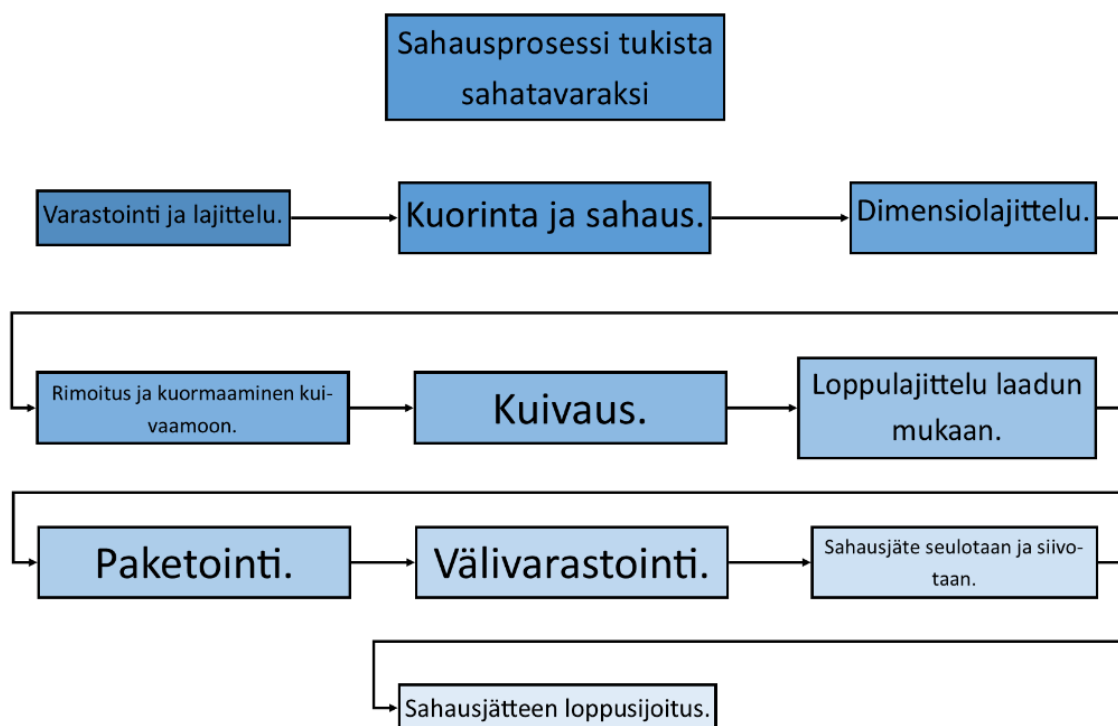 Sahausprosessi tukista
sahatavaraksi
Varastointi ja lajittelu.
Kuorinta ja sahaus.
Dimensiolajittelu.
Rimoitus ja kuormaaminen kui-
vaamoon.
Kuivaus.
Loppulajittelu laadun
mukaan.
Paketointi.
Välivarastointi.
Sahausjäte seulotaan ja siivo-
taan.
Sahausjätteen loppusijoitus.